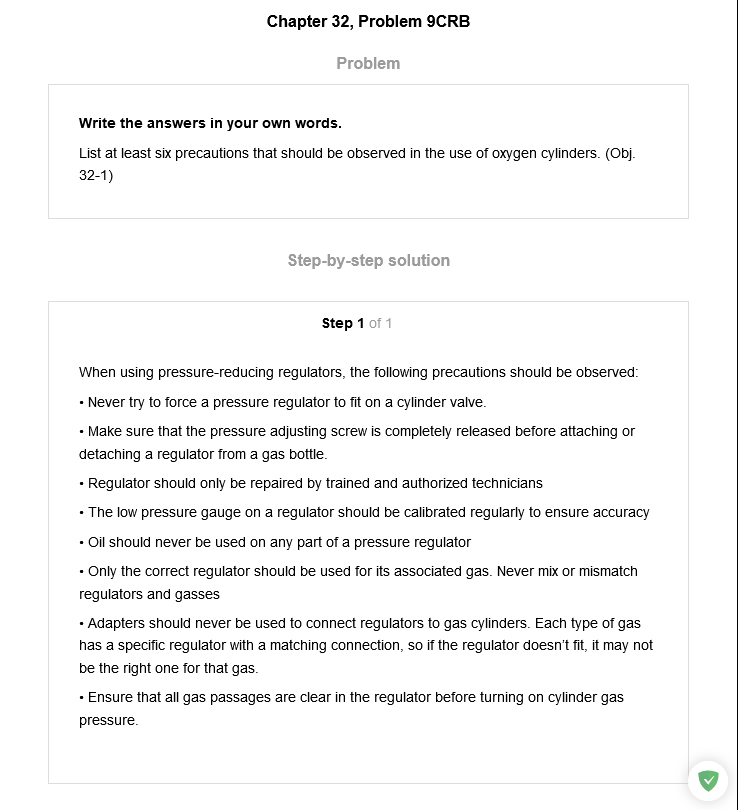 Chapter 32, Problem 9CRB
Problem
Write the answers in your own words.
List at least six precautions that should be observed in the use of oxygen cylinders. (Obj.
32-1)
Step-by-step solution
Step 1 of 1
When using pressure-reducing regulators, the following precautions should be observed:
• Never try to force a pressure regulator to fit on a cylinder valve.
• Make sure that the pressure adjusting screw is completely released before attaching or
detaching a regulator from a gas bottle.
• Regulator should only be repaired by trained and authorized technicians
• The low pressure gauge on a regulator should be calibrated regularly to ensure accuracy
• Oil should never be used on any part of a pressure regulator
• Only the correct regulator should be used for its associated gas. Never mix or mismatch
regulators and gasses
• Adapters should never be used to connect regulators to gas cylinders. Each type of gas
has a specific regulator with a matching connection, so if the regulator doesn’t fit, it may not
be the right one for that gas.
• Ensure that all gas passages are clear in the regulator before turning on cylinder gas
pressure.